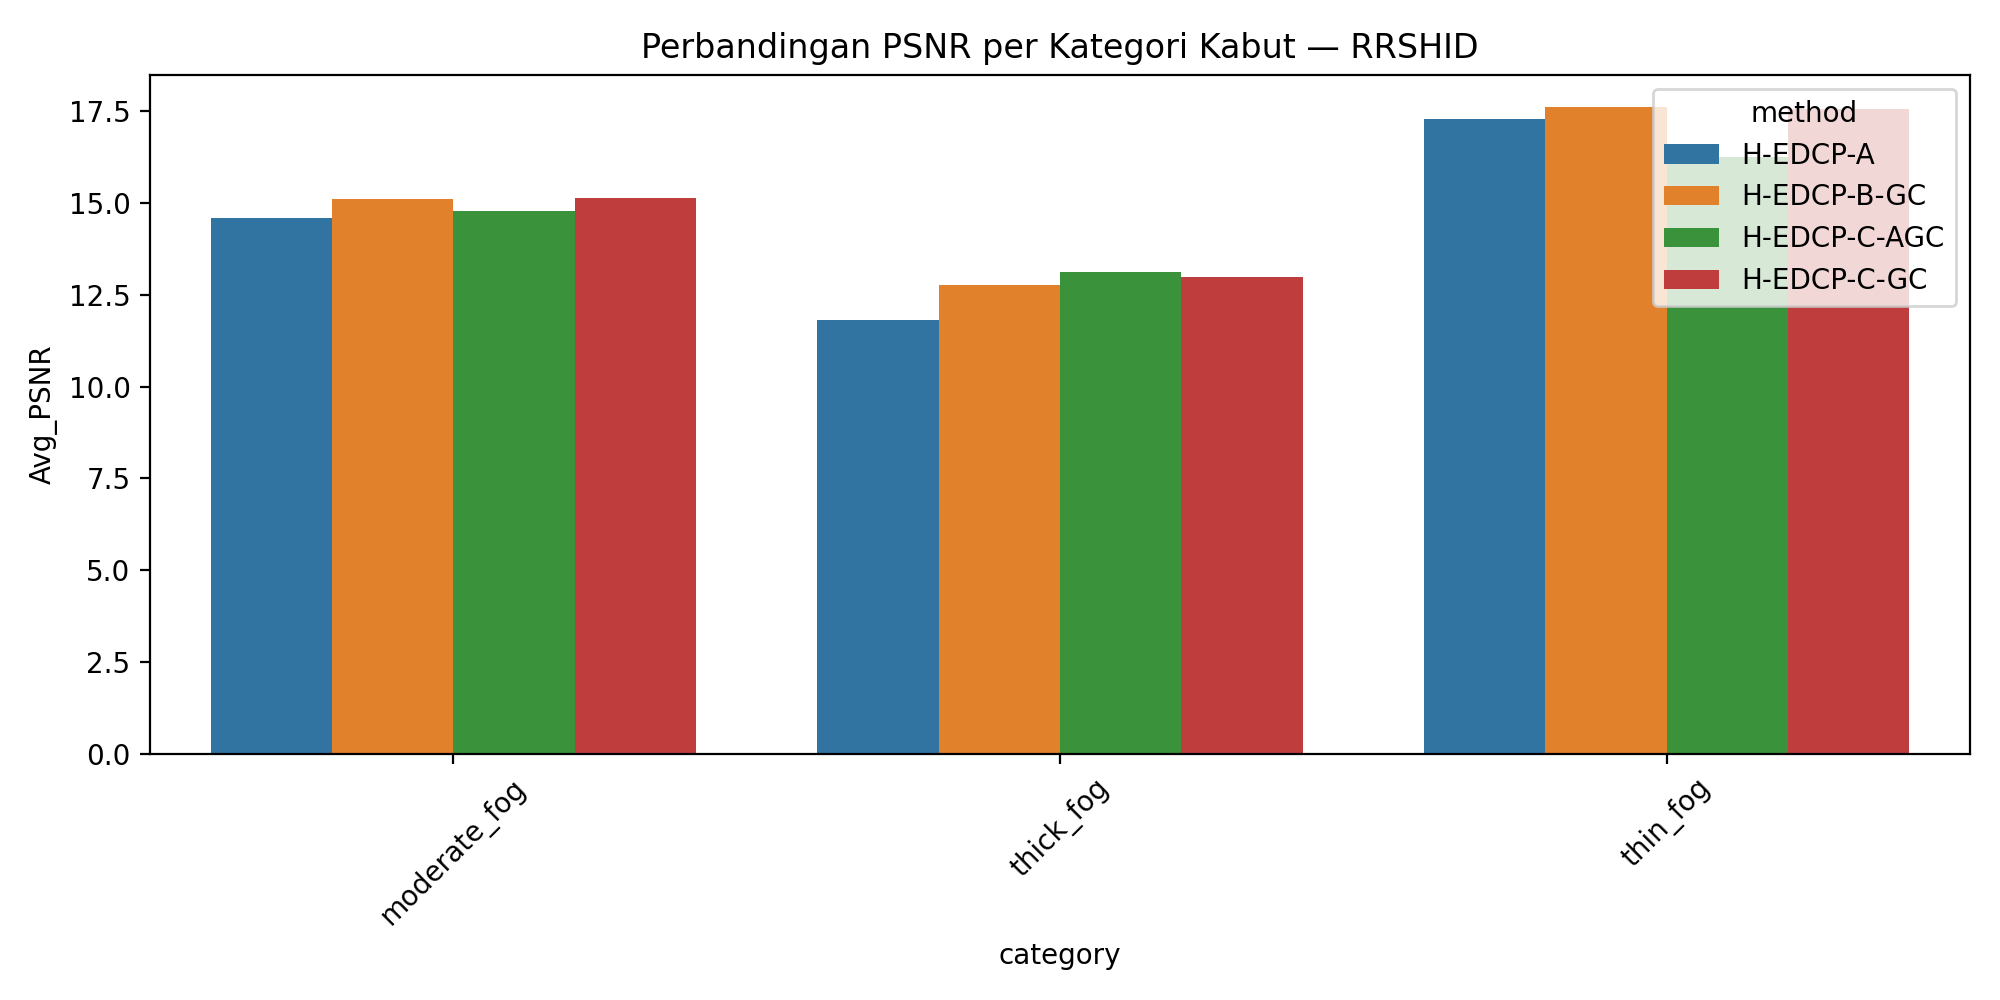 Perbandingan PSNR per Kategori Kabut — RRSHID
method
H-EDCP-A
H-EDCP-B-GC
H-EDCP-C-AGC
H-EDCP-C-GC
Avg_PSNR
17.5
15.0
12.5
10.0
7.5
5.0
2.5
0.0
moderate_fog
thick_fog
thin_fog
category